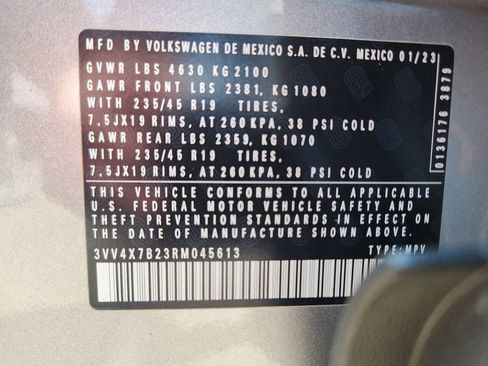 MFD BY VOLKSWAGEN DE MEXICO S.A. DE C.V. MEXICO 01/23
GVWR LBS 4630 KG 2100
GAWR FRONT LBS 2381, KG 1080
WITH 235/45 R19 TIRES,
7,5JX19 RIMS, AT 260 KPA, 38 PSI COLD
GAWR REAR LBS 2359, KG 1070
WITH 235/45 R19 TIRES,
7,5JX19 RIMS, AT 260 KPA, 38 PSI COLD
THIS VEHICLE CONFORMS TO ALL APPLICABLE
U.S. FEDERAL MOTOR VEHICLE SAFETY AND
THEFT PREVENTION STANDARDS IN EFFECT ON
THE DATE OF MANUFACTURE SHOWN ABOVE.
3VV4X7B23RM045613 TYPE: MPV
0136176 3879